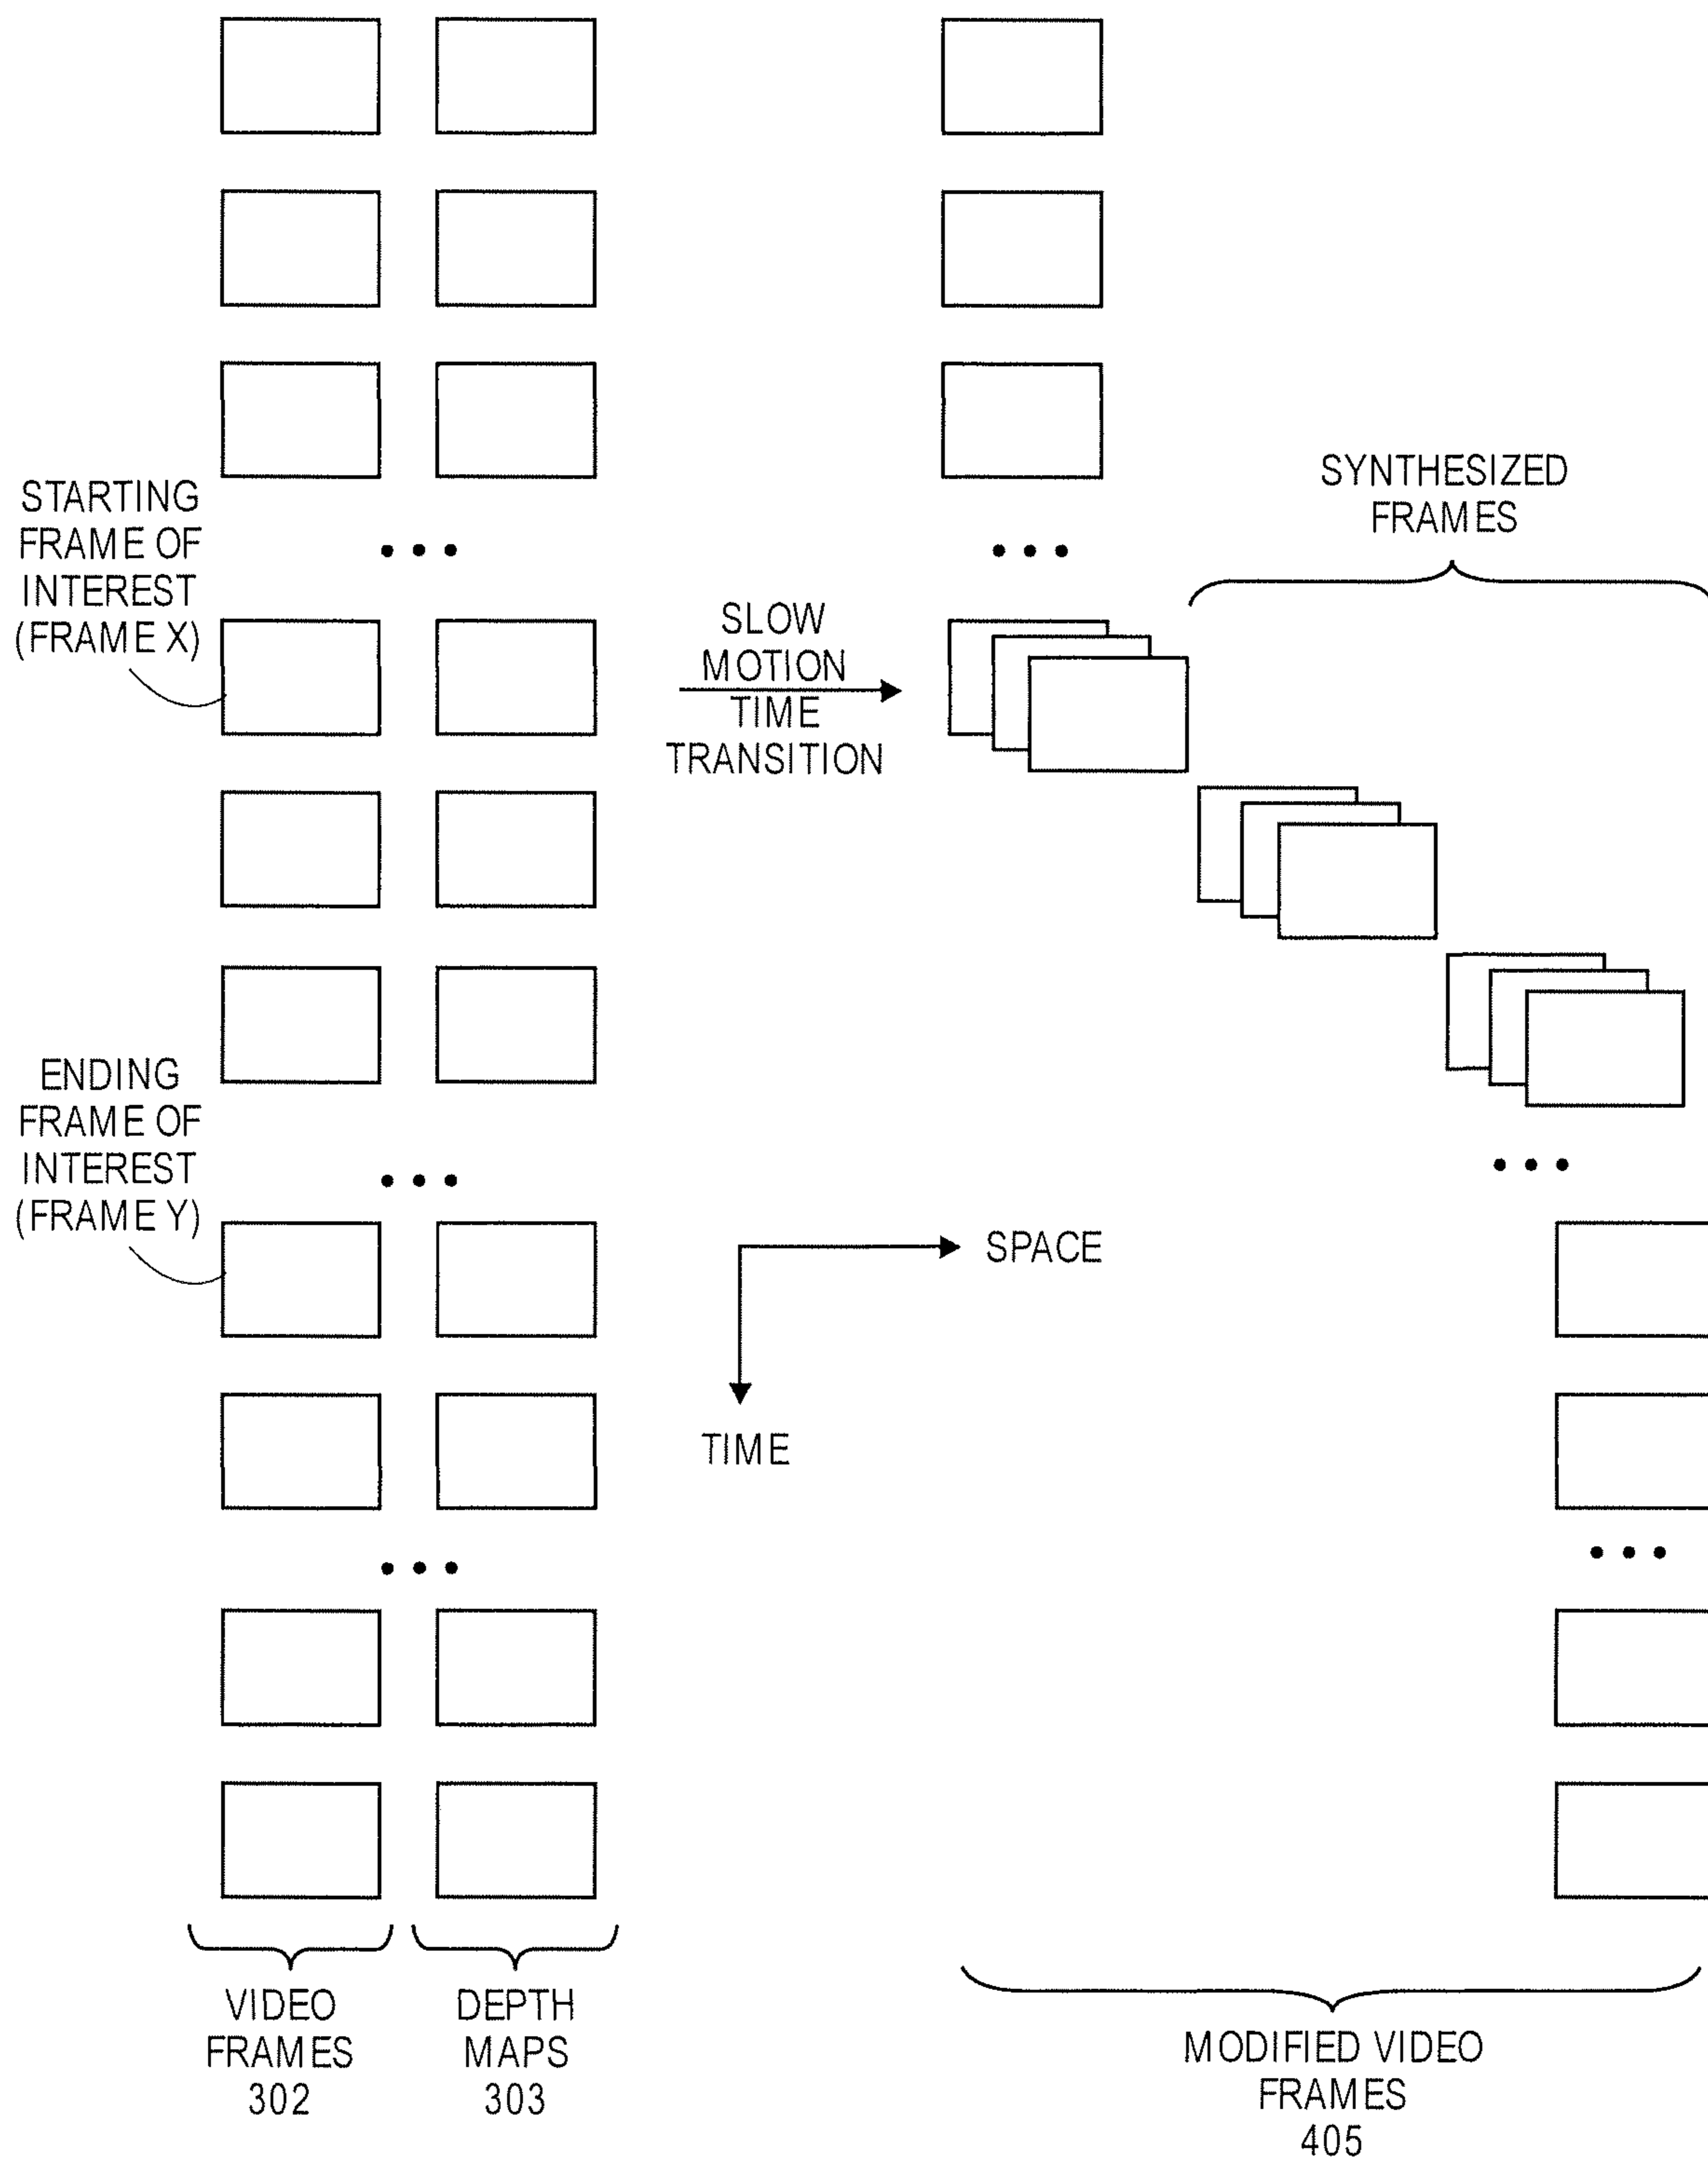 SYNTHESIZED
FRAMES
STARTING
FRAME OF
INTEREST
(FRAME X)
SLOW
MOTION
TIME
TRANSITION
ENDING
FRAME OF
INTEREST
(FRAME Y)
SPACE
TIME
VIDEO
FRAMES
302
DEPTH
MAPS
303
MODIFIED VIDEO
FRAMES
405